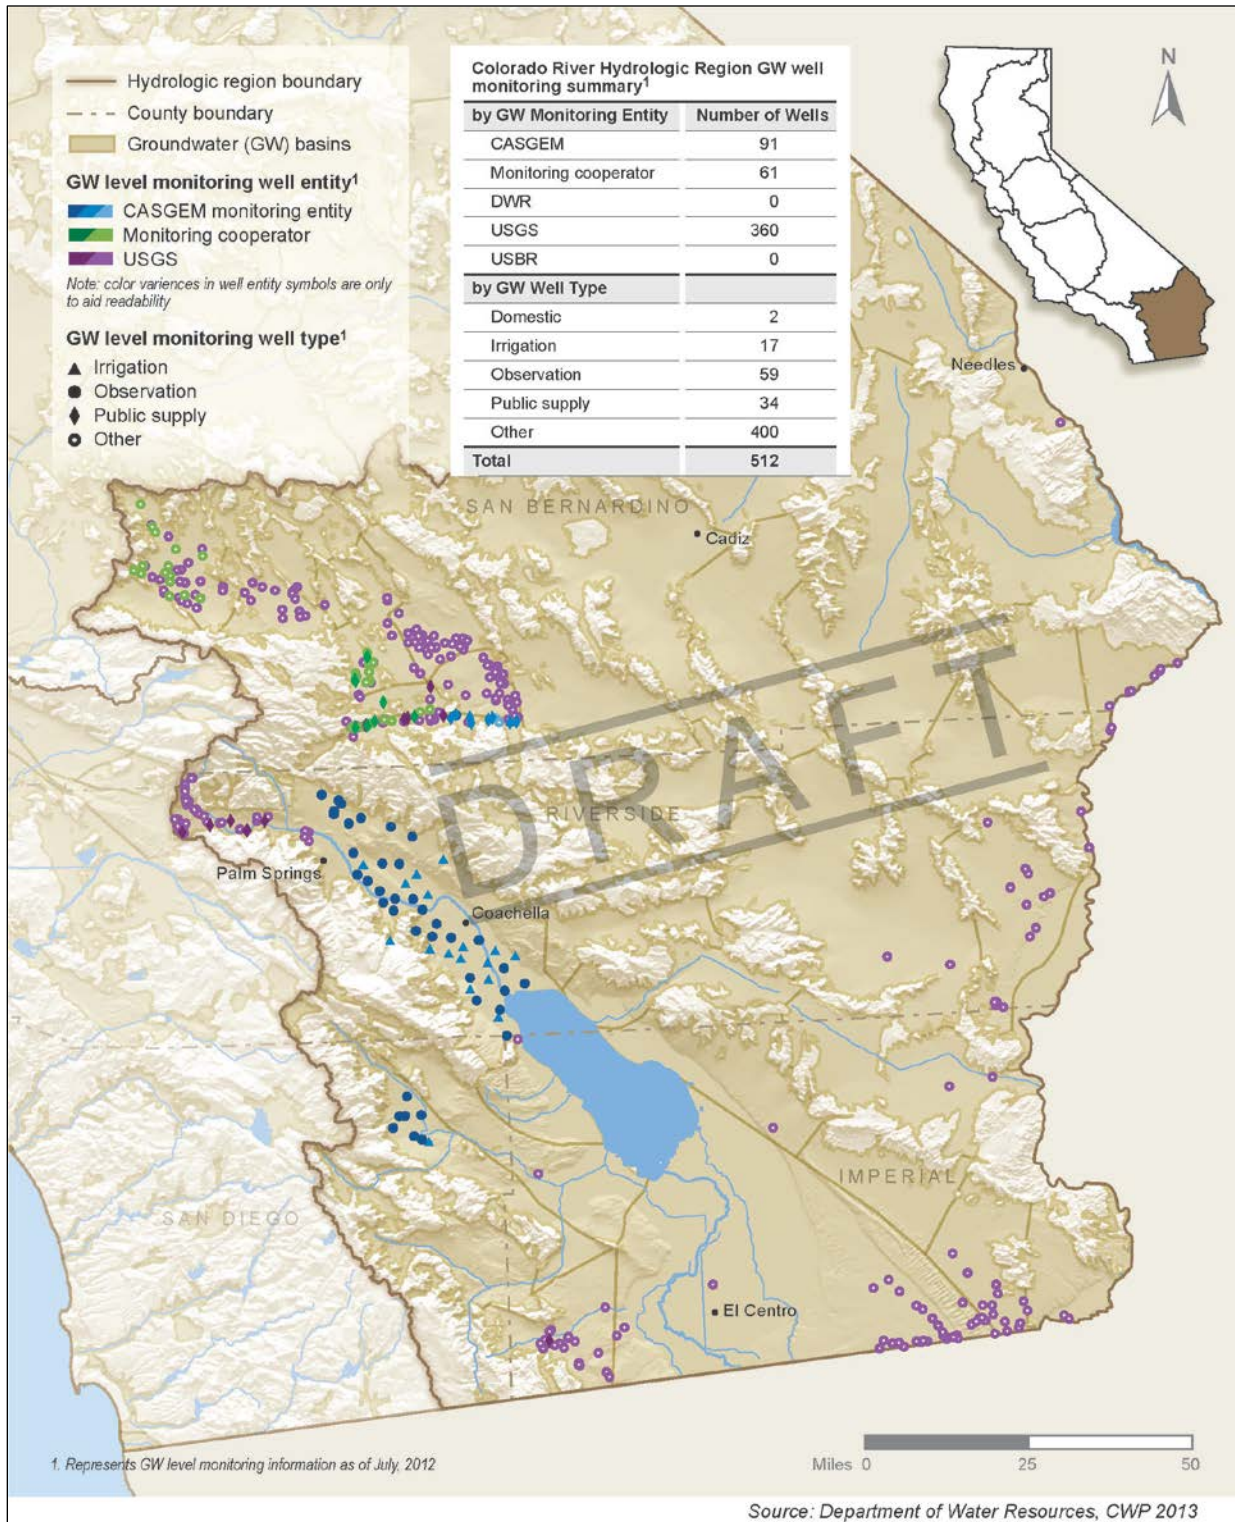 Hydrologic region boundary
County boundary
Groundwater (GW) basins
GW level monitoring well entity¹
CASGEM monitoring entity
Monitoring cooperator
USGS
Note: color variences in well entity symbols are only
to aid readability
GW level monitoring well type¹
Irrigation
Observation
Public supply
Other
Colorado River Hydrologic Region GW well
monitoring summary¹
by GW Monitoring Entity Number of Wells
CASGEM 91
Monitoring cooperator 61
DWR 0
USGS 360
USBR 0
by GW Well Type
Domestic 2
Irrigation 17
Observation 59
Public supply 34
Other 400
Total 512
N
Needles
SAN BERNARDINO
Cadiz
DRAFT
RIVERSIDE
Palm Springs
Coachella
IMPERIAL
SAN DIEGO
El Centro
1. Represents GW level monitoring information as of July, 2012
Miles 0 25 50
Source: Department of Water Resources, CWP 2013